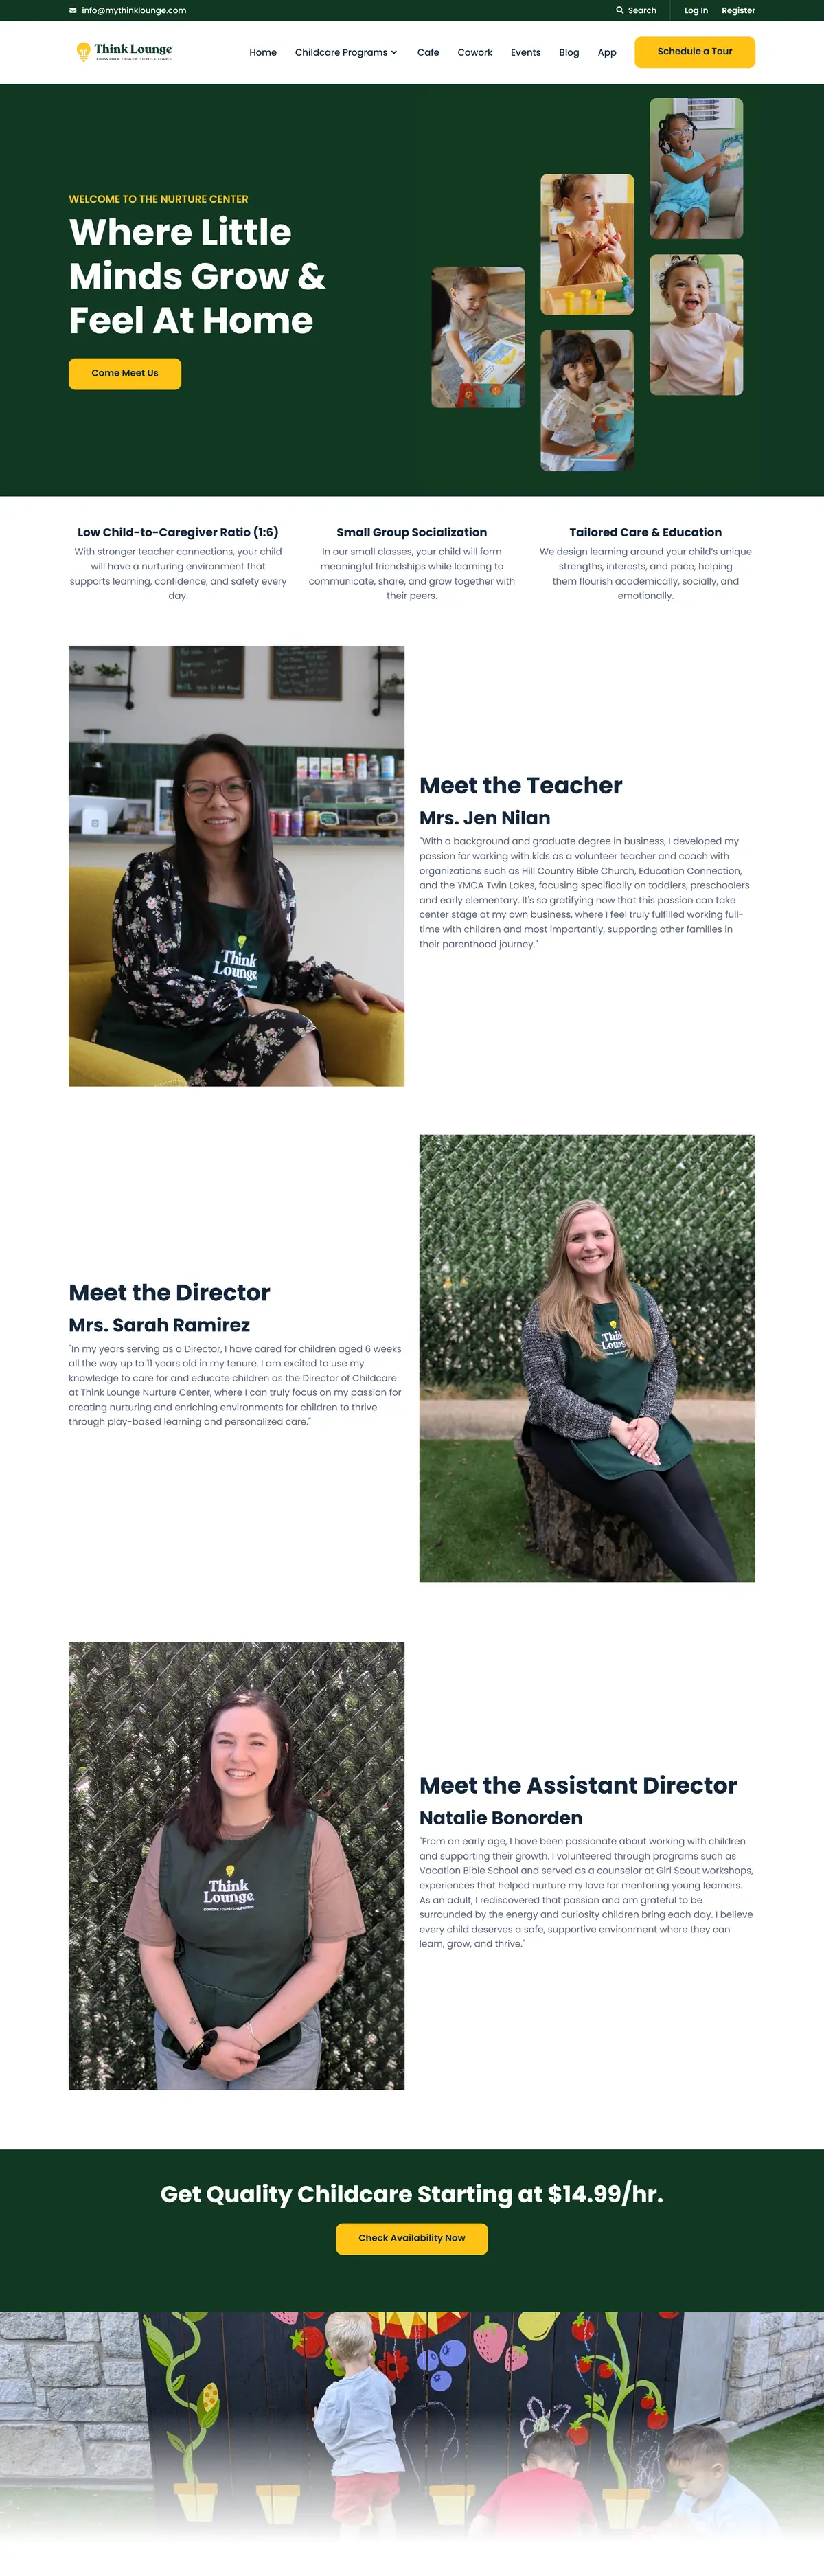 info@mythinklounge.com
Search
Log In
Register
Think Lounge
COWORK · CAFÉ · CHILDCARE
Home
Childcare Programs
Cafe
Cowork
Events
Blog
App
Schedule a Tour
WELCOME TO THE NURTURE CENTER
Where Little
Minds Grow &
Feel At Home
Come Meet Us
Low Child-to-Caregiver Ratio (1:6)
With stronger teacher connections, your child
will have a nurturing environment that
supports learning, confidence, and safety every
day.
Small Group Socialization
In our small classes, your child will form
meaningful friendships while learning to
communicate, share, and grow together with
their peers.
Tailored Care & Education
We design learning around your child's unique
strengths, interests, and pace, helping
them flourish academically, socially, and
emotionally.
Think
Lounge
Meet the Teacher
Mrs. Jen Nilan
"With a background and graduate degree in business, I developed my
passion for working with kids as a volunteer teacher and coach with
organizations such as Hill Country Bible Church, Education Connection,
and the YMCA Twin Lakes, focusing specifically on toddlers, preschoolers
and early elementary. It's so gratifying now that this passion can take
center stage at my own business, where I feel truly fulfilled working full-
time with children and most importantly, supporting other families in
their parenthood journey."
Meet the Director
Mrs. Sarah Ramirez
"In my years serving as a Director, I have cared for children aged 6 weeks
all the way up to 11 years old in my tenure. I am excited to use my
knowledge to care for and educate children as the Director of Childcare
at Think Lounge Nurture Center, where I can truly focus on my passion for
creating nurturing and enriching environments for children to thrive
through play-based learning and personalized care."
Think
Lounge
COWORK · CAFÉ · CHILDCARE
Meet the Assistant Director
Natalie Bonorden
"From an early age, I have been passionate about working with children
and supporting their growth. I volunteered through programs such as
Vacation Bible School and served as a counselor at Girl Scout workshops,
experiences that helped nurture my love for mentoring young learners.
As an adult, I rediscovered that passion and am grateful to be
surrounded by the energy and curiosity children bring each day. I believe
every child deserves a safe, supportive environment where they can
learn, grow, and thrive."
Get Quality Childcare Starting at $14.99/hr.
Check Availability Now